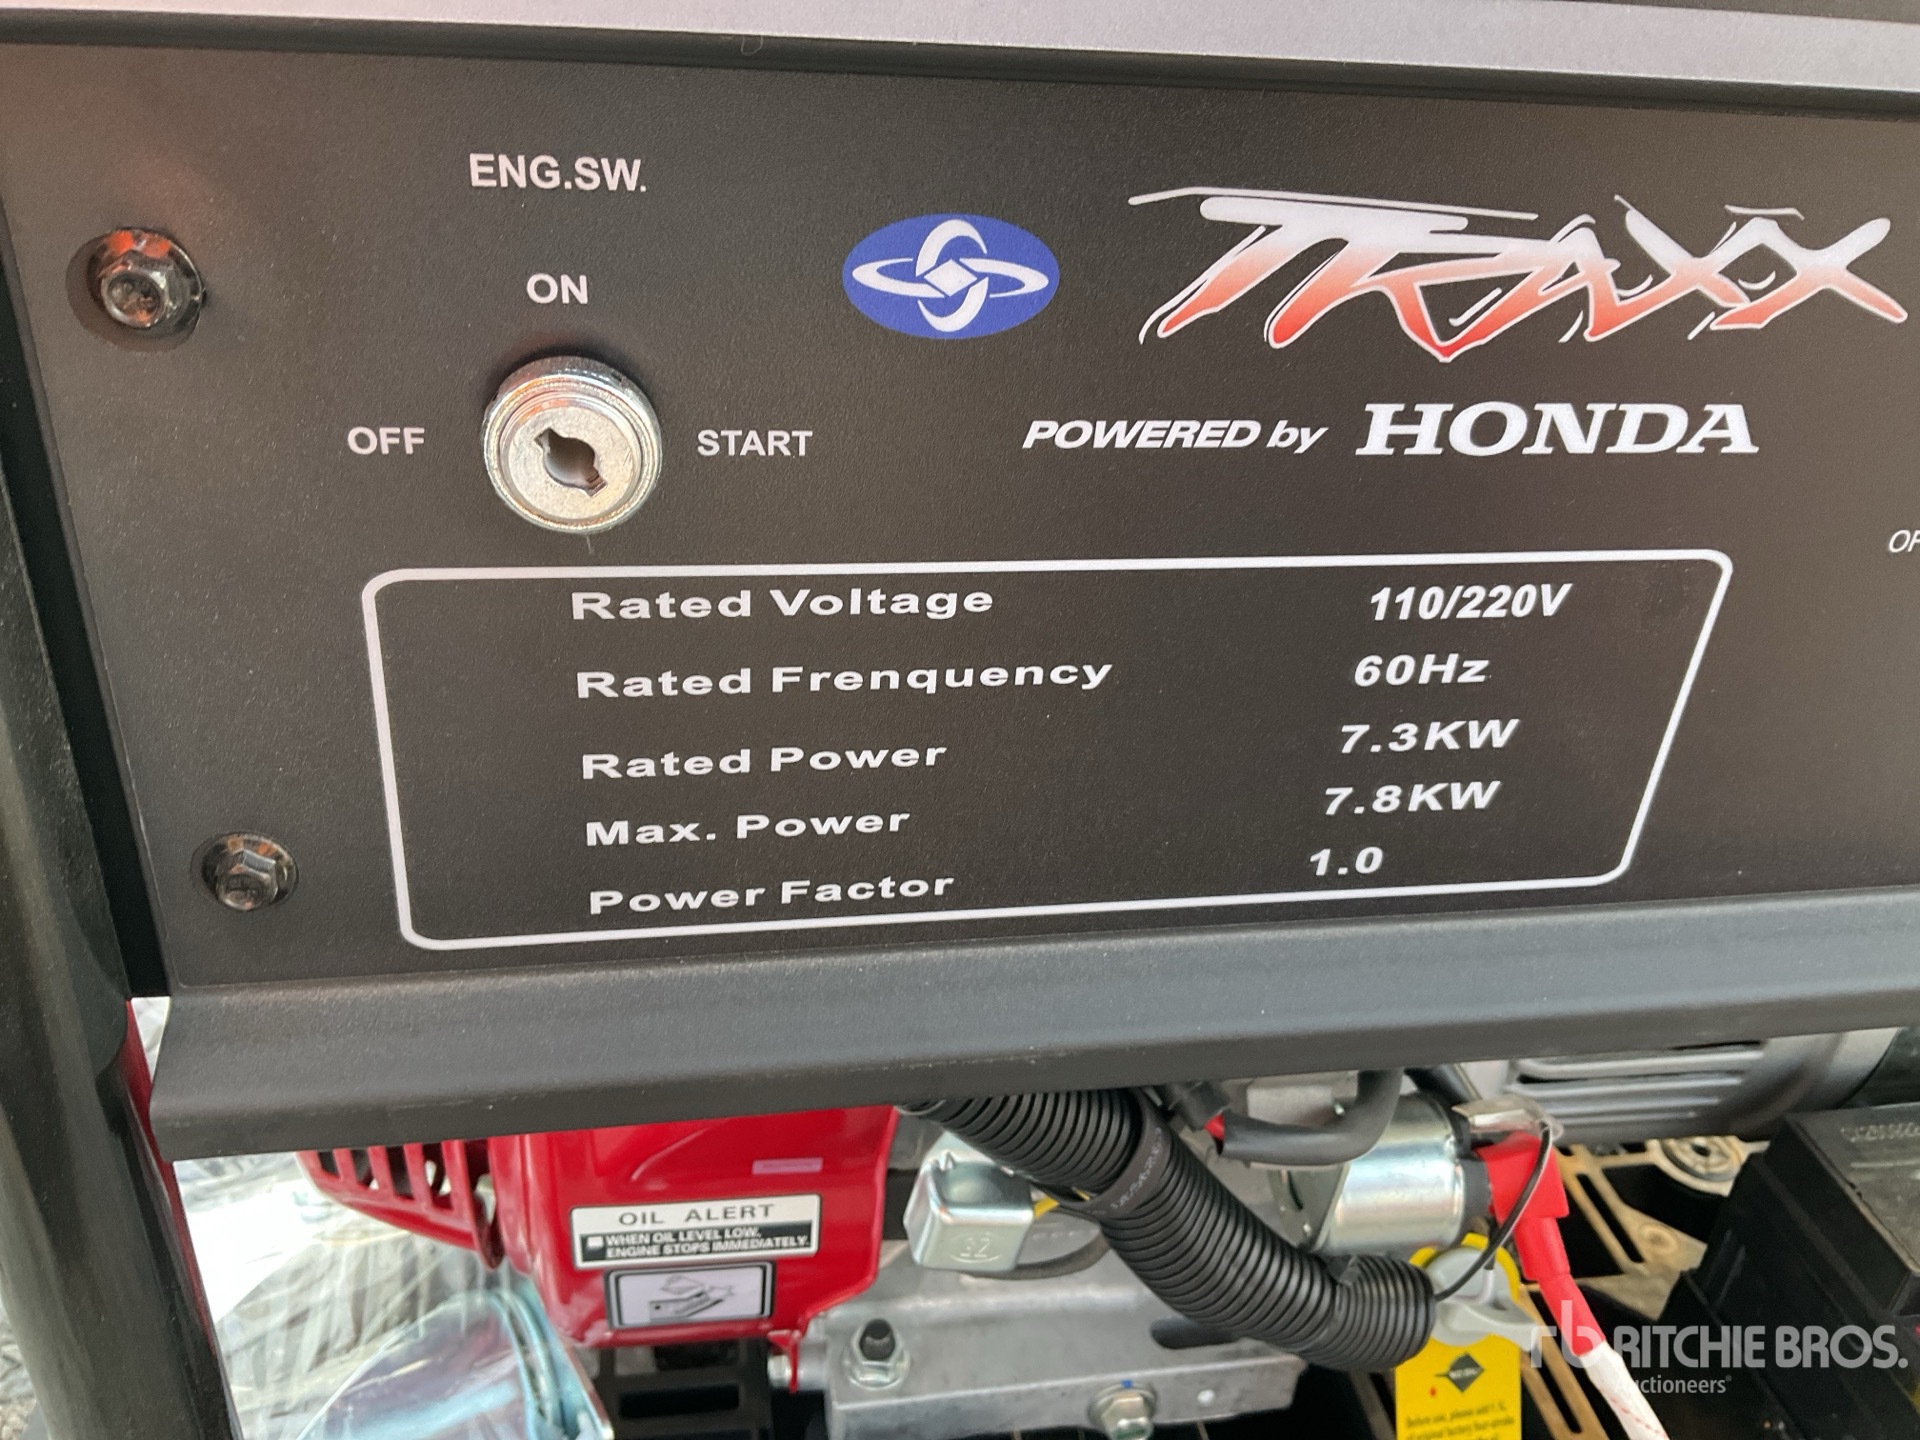 ENG.SW.
ON
OFF
START
TRAXX
POWERED by HONDA
Rated Voltage 110/220V
Rated Frenquency 60Hz
Rated Power 7.3KW
Max. Power 7.8KW
Power Factor 1.0
OIL ALERT
WHEN OIL LEVEL LOW,
ENGINE STOPS IMMEDIATELY.
rb RITCHIE BROS.
Auctioneers